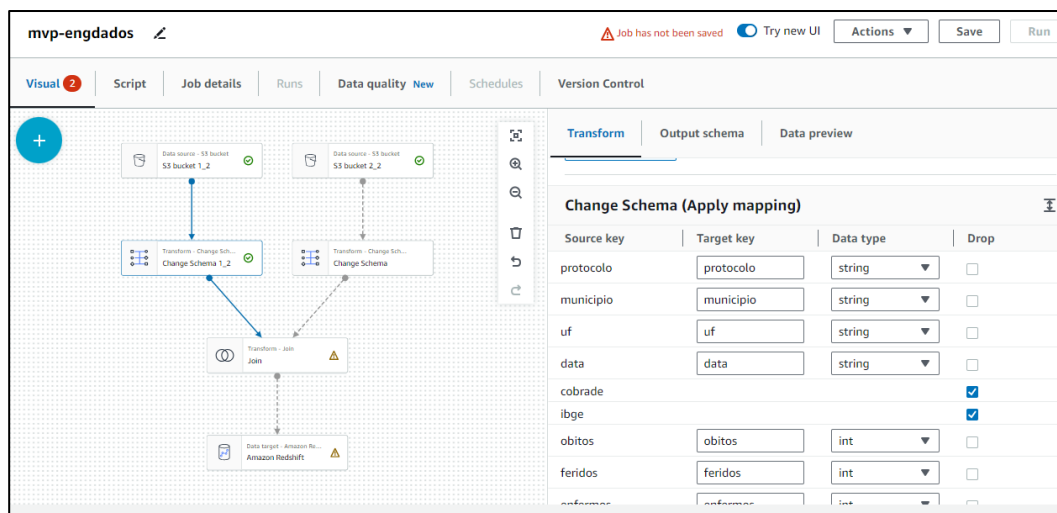 mvp-engdados
Job has not been saved
Try new UI
Actions
Save
Run
Visual 2
Script
Job details
Runs
Data quality New
Schedules
Version Control
Data source - S3 bucket
S3 bucket 1_2
Data source - S3 bucket
S3 bucket 2_2
Transform - Change Sch...
Change Schema 1_2
Transform - Change Sch...
Change Schema
Transform - Join
Join
Data target - Amazon Re...
Amazon Redshift
Transform
Output schema
Data preview
Change Schema (Apply mapping)
Source key Target key Data type Drop
protocolo protocolo string
municipio municipio string
uf uf string
data data string
cobrade
ibge
obitos obitos int
feridos feridos int
enfermos enfermos int